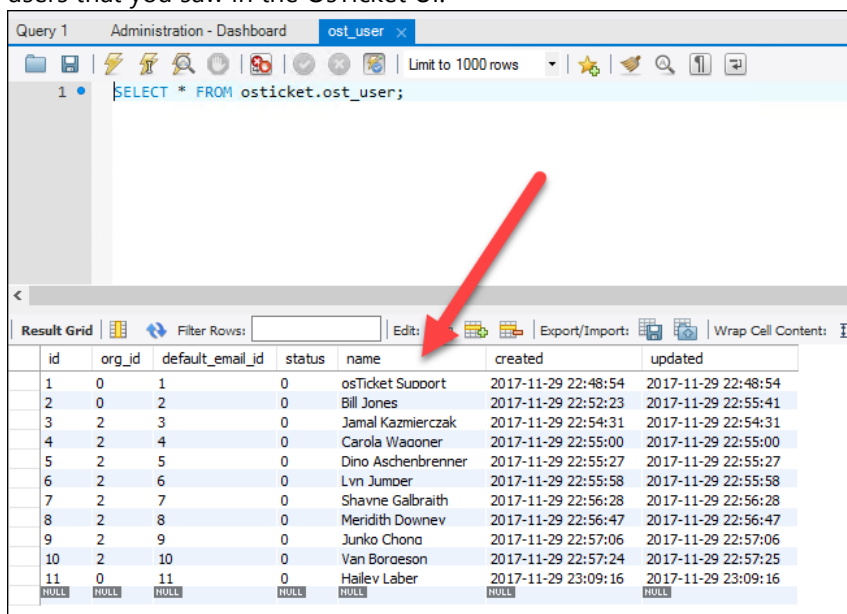 users that you saw in the OsTicket UI.
Query 1 Administration - Dashboard ost_user
Limit to 1000 rows
1 SELECT * FROM osticket.ost_user;
Result Grid Filter Rows: Edit: Export/Import: Wrap Cell Content:
id org_id default_email_id status name created updated
1 0 1 0 osTicket Support 2017-11-29 22:48:54 2017-11-29 22:48:54
2 0 2 0 Bill Jones 2017-11-29 22:52:23 2017-11-29 22:55:41
3 2 3 0 Jamal Kazmierczak 2017-11-29 22:54:31 2017-11-29 22:54:31
4 2 4 0 Carola Wagoner 2017-11-29 22:55:00 2017-11-29 22:55:00
5 2 5 0 Dino Aschenbrenner 2017-11-29 22:55:27 2017-11-29 22:55:27
6 2 6 0 Lyn Jumper 2017-11-29 22:55:58 2017-11-29 22:55:58
7 2 7 0 Shayne Galbraith 2017-11-29 22:56:28 2017-11-29 22:56:28
8 2 8 0 Meridith Downey 2017-11-29 22:56:47 2017-11-29 22:56:47
9 2 9 0 Junko Chong 2017-11-29 22:57:06 2017-11-29 22:57:06
10 2 10 0 Van Borgeson 2017-11-29 22:57:24 2017-11-29 22:57:25
11 0 11 0 Hailey Laber 2017-11-29 23:09:16 2017-11-29 23:09:16
NULL NULL NULL NULL NULL NULL NULL